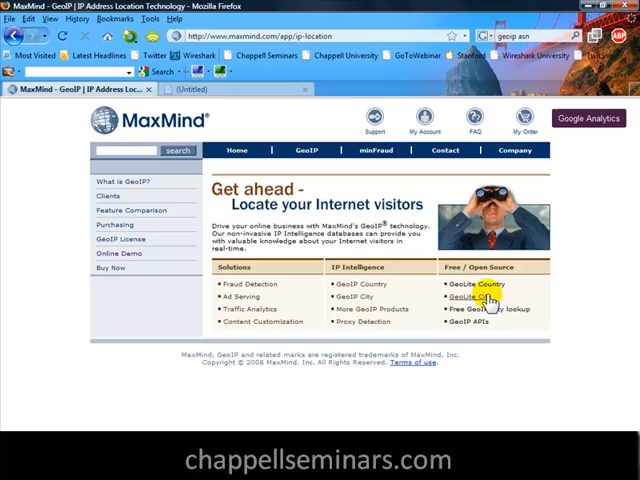 MaxMind - GeoIP | IP Address Location Technology - Mozilla Firefox
File Edit View History Bookmarks Tools Help
http://www.maxmind.com/app/ip-location
geoip asn
ABP
Most Visited Latest Headlines Twitter Wireshark Chappell Seminars Chappell University GoToWebinar Stanford Wireshark University
Search
MaxMind - GeoIP | IP Address Loc... (Untitled)
MaxMind®
Support My Account FAQ My Order
Google Analytics
search
Home | GeoIP | minFraud | Contact | Company
What is GeoIP?
Clients
Feature Comparison
Purchasing
GeoIP License
Online Demo
Buy Now
Get ahead -
Locate your Internet visitors
Drive your online business with MaxMind's GeoIP® technology.
Our non-invasive IP Intelligence databases can provide you
with valuable knowledge about your Internet visitors in
real-time.
Solutions
Fraud Detection
Ad Serving
Traffic Analytics
Content Customization
IP Intelligence
GeoIP Country
GeoIP City
More GeoIP Products
Proxy Detection
Free / Open Source
GeoLite Country
GeoLite
Free lookup
GeoIP APIs
MaxMind, GeoIP and related marks are registered trademarks of MaxMind, Inc.
Copyright © 2008 MaxMind, Inc. All Rights Reserved. Terms of use.
chappellseminars.com